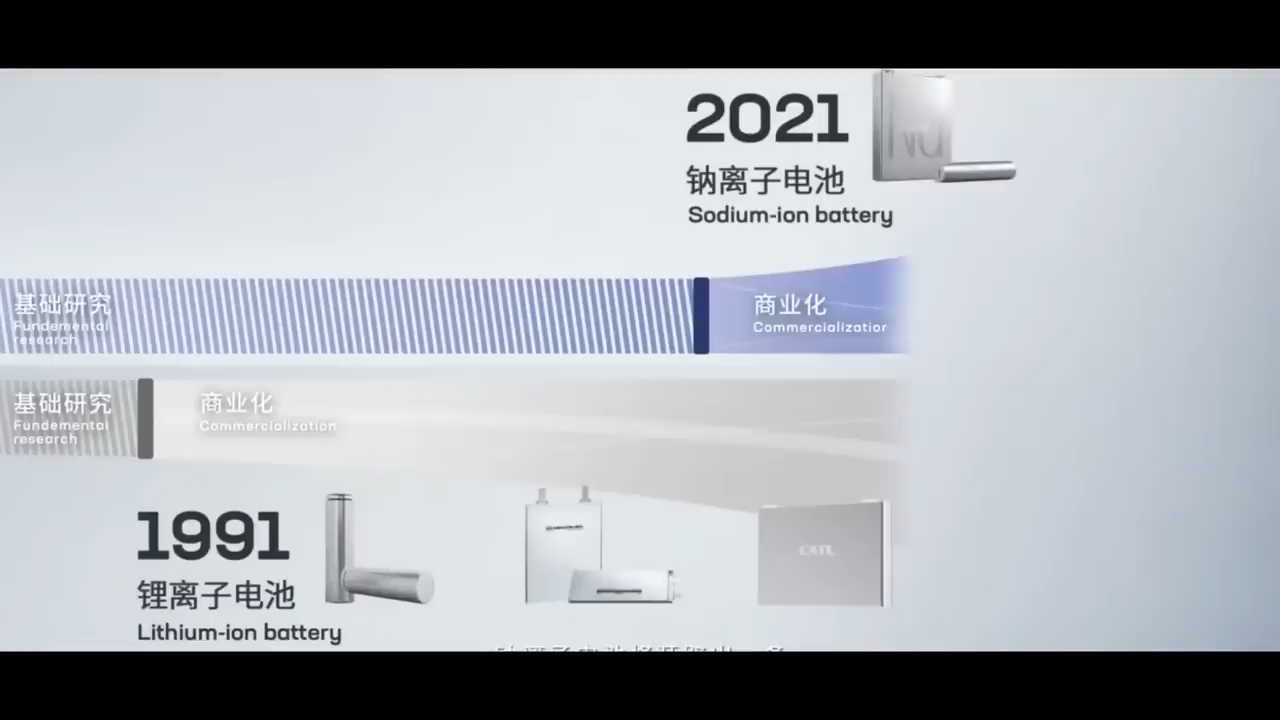 2021
Na
钠离子电池
Sodium-ion battery
基础研究
Fundemental
research
商业化
Commercialization
基础研究
Fundemental
research
商业化
Commercialization
CATL
1991
锂离子电池
Lithium-ion battery